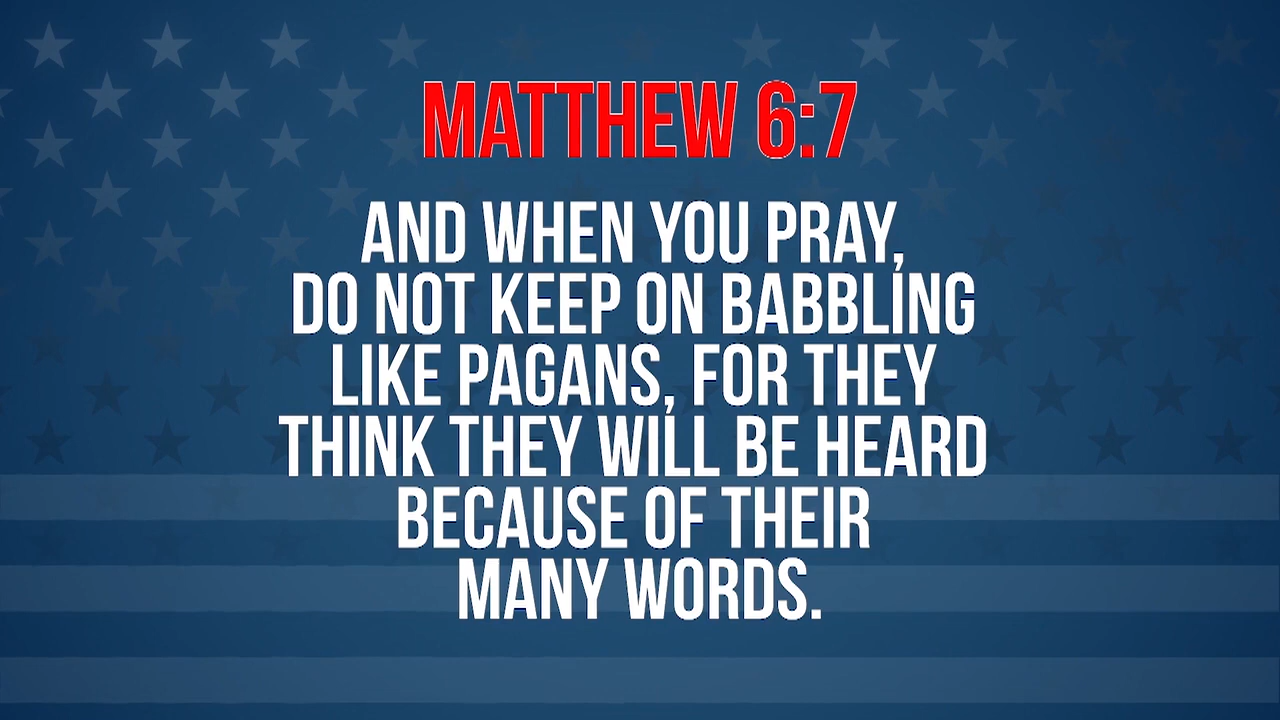 MATTHEW 6:7
AND WHEN YOU PRAY,
DO NOT KEEP ON BABBLING
LIKE PAGANS, FOR THEY
THINK THEY WILL BE HEARD
BECAUSE OF THEIR
MANY WORDS.